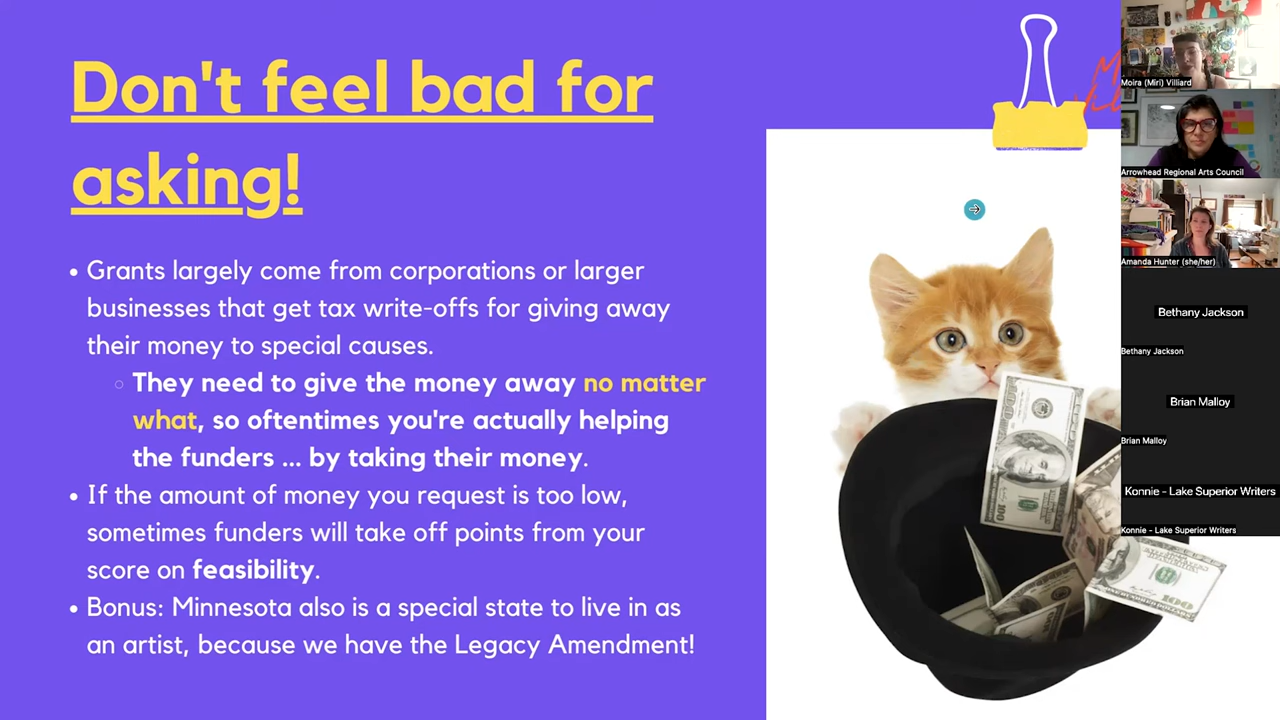 Don't feel bad for
asking!
• Grants largely come from corporations or larger
businesses that get tax write-offs for giving away
their money to special causes.
○ They need to give the money away no matter
what, so oftentimes you're actually helping
the funders ... by taking their money.
• If the amount of money you request is too low,
sometimes funders will take off points from your
score on feasibility.
• Bonus: Minnesota also is a special state to live in as
an artist, because we have the Legacy Amendment!
100
100
Moira (Miri) Villiard
Arrowhead Regional Arts Council
Amanda Hunter (she/her)
Bethany Jackson
Bethany Jackson
Brian Malloy
Brian Malloy
Konnie - Lake Superior Writers
Konnie - Lake Superior Writers